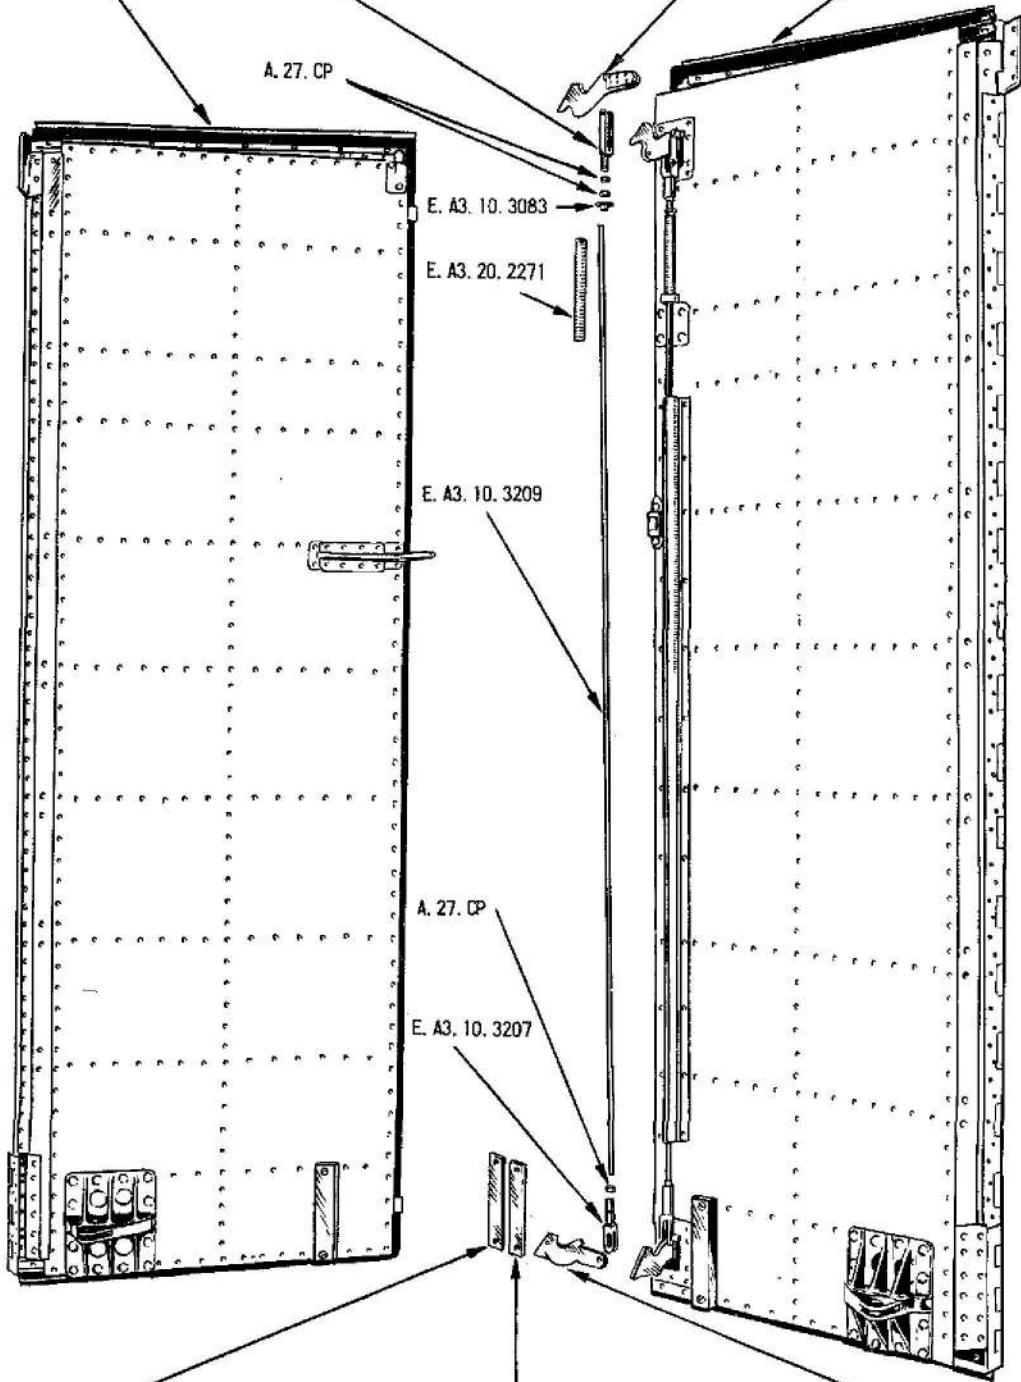 A. 27. CP
E. A3. 10. 3083
E. A3. 20. 2271
E. A3. 10. 3209
A. 27. CP
E. A3. 10. 3207